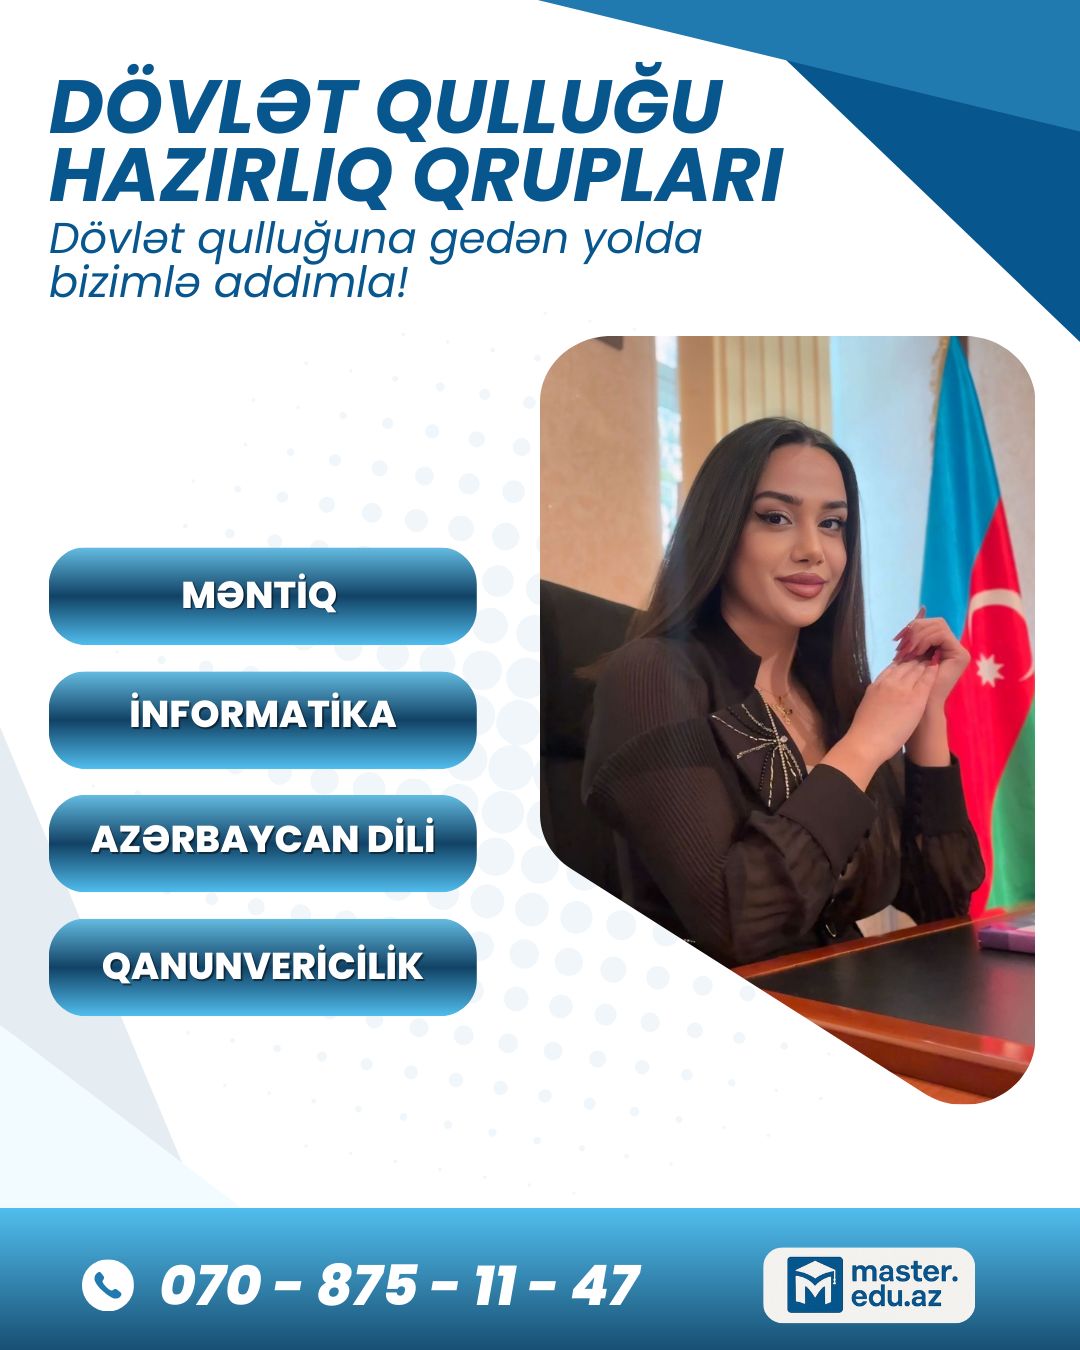 DÖVLƏT QULLUĞU
HAZIRLIQ QRUPLARI
Dövlət qulluğuna gedən yolda
bizimlə addımla!
MƏNTİQ
İNFORMATİKA
AZƏRBAYCAN DİLİ
QANUNVERİCİLİK
070 - 875 - 11 - 47
master.
edu.az